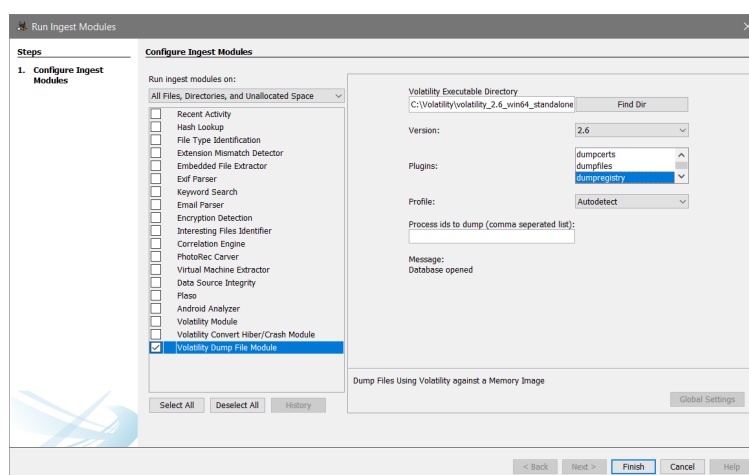 Run Ingest Modules
Steps
1. Configure Ingest
Modules
Configure Ingest Modules
Run ingest modules on:
All Files, Directories, and Unallocated Space
Recent Activity
Hash Lookup
File Type Identification
Extension Mismatch Detector
Embedded File Extractor
Exif Parser
Keyword Search
Email Parser
Encryption Detection
Interesting Files Identifier
Correlation Engine
PhotoRec Carver
Virtual Machine Extractor
Data Source Integrity
Plaso
Android Analyzer
Volatility Module
Volatility Convert Hiber/Crash Module
Volatility Dump File Module
Select All Deselect All History
Volatility Executable Directory
C:\Volatility\volatility_2.6_win64_standalone Find Dir
Version: 2.6
Plugins:
dumpcerts
dumpfiles
dumpregistry
Profile: Autodetect
Process ids to dump (comma seperated list):
Message:
Database opened
Dump Files Using Volatility against a Memory Image
Global Settings
< Back Next > Finish Cancel Help